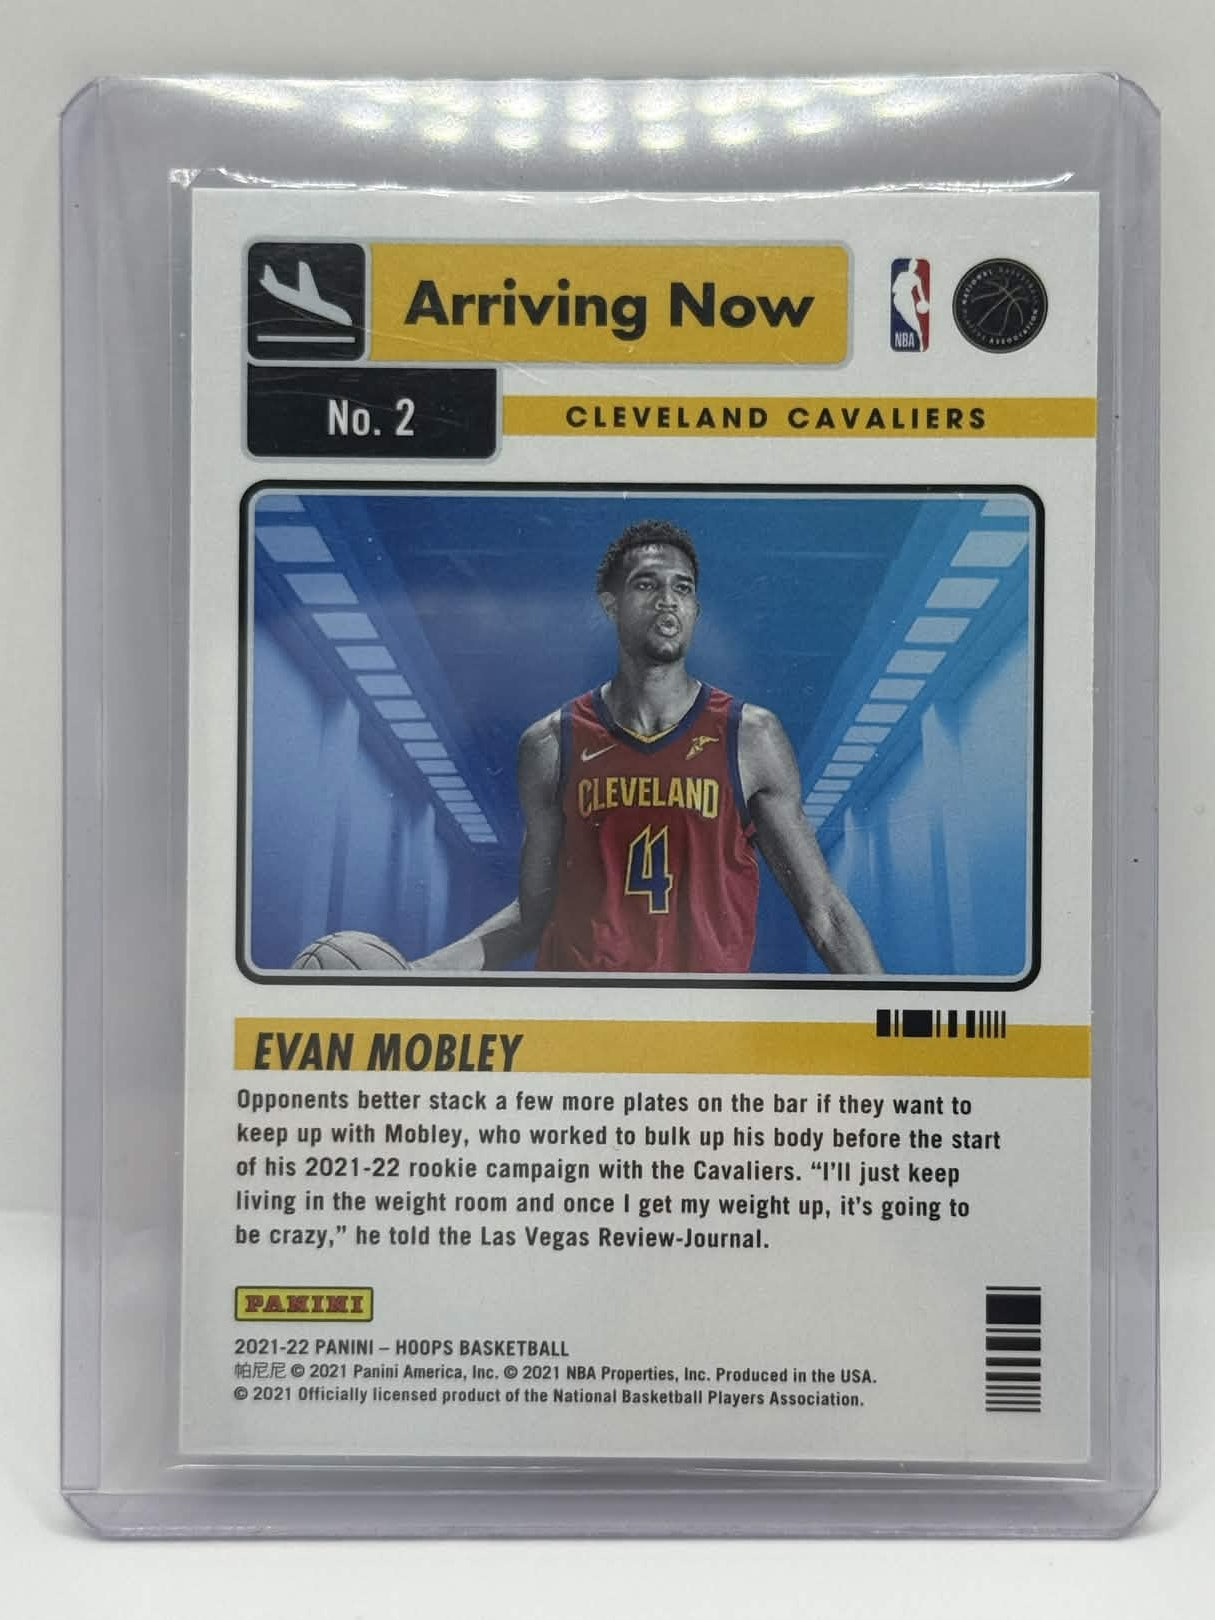 Arriving Now
NBA
NATIONAL BASKETBALL
PLAYERS ASSOCIATION
No. 2
CLEVELAND CAVALIERS
CLEVELAND
4
EVAN MOBLEY
Opponents better stack a few more plates on the bar if they want to
keep up with Mobley, who worked to bulk up his body before the start
of his 2021-22 rookie campaign with the Cavaliers. “I’ll just keep
living in the weight room and once I get my weight up, it’s going to
be crazy,” he told the Las Vegas Review-Journal.
PANINI
2021-22 PANINI – HOOPS BASKETBALL
帕尼尼 © 2021 Panini America, Inc. © 2021 NBA Properties, Inc. Produced in the USA.
© 2021 Officially licensed product of the National Basketball Players Association.